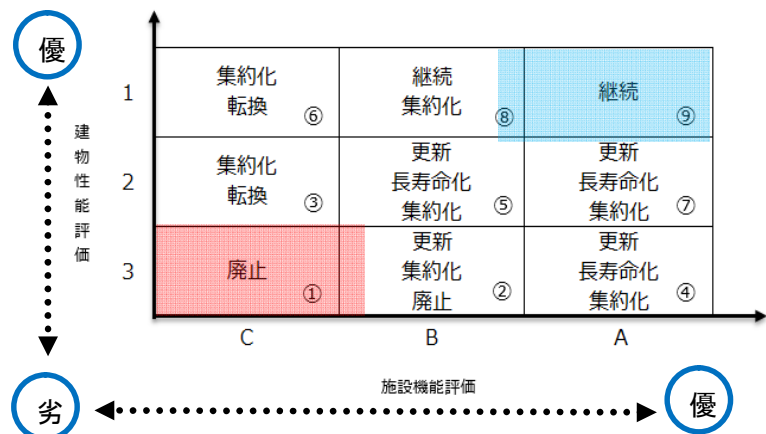 優
建物性能評価
1
集約化
転換
⑥
継続
集約化
⑧
継続
⑨
2
集約化
転換
③
更新
長寿命化
集約化
⑤
更新
長寿命化
集約化
⑦
3
廃止
①
更新
集約化
廃止
②
更新
長寿命化
集約化
④
C
B
A
施設機能評価
劣
優